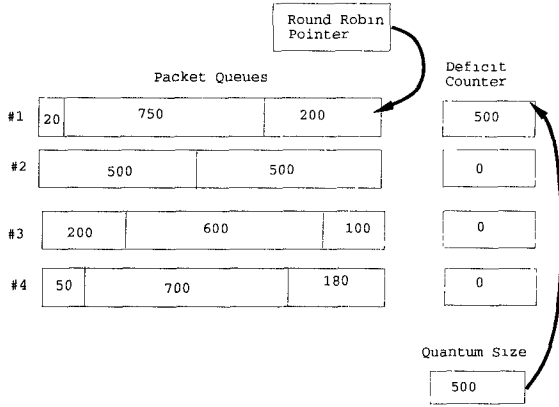 Round Robin
Pointer
Packet Queues
Deficit
Counter
#1 20 750 200 500
#2 500 500 0
#3 200 600 100 0
#4 50 700 180 0
Quantum Size
500